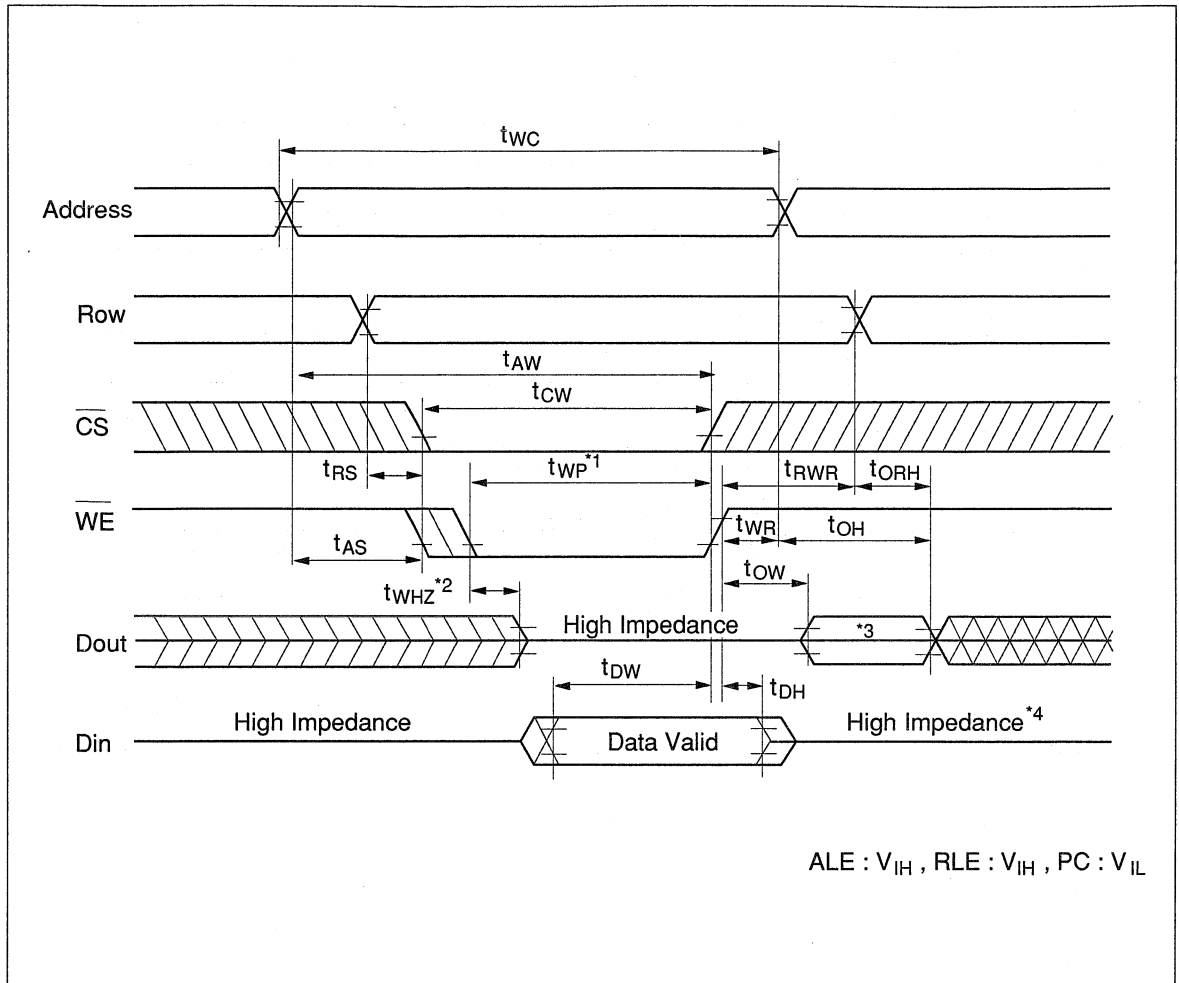 tWC
Address
Row
tAW
tCW
CS
tRS
tWP*1
tRWR
tORH
WE
tWR
tOH
tAS
tOW
tWHZ*2
High Impedance
*3
Dout
tDW
tDH
High Impedance
High Impedance*4
Din
Data Valid
ALE : VIH , RLE : VIH , PC : VIL